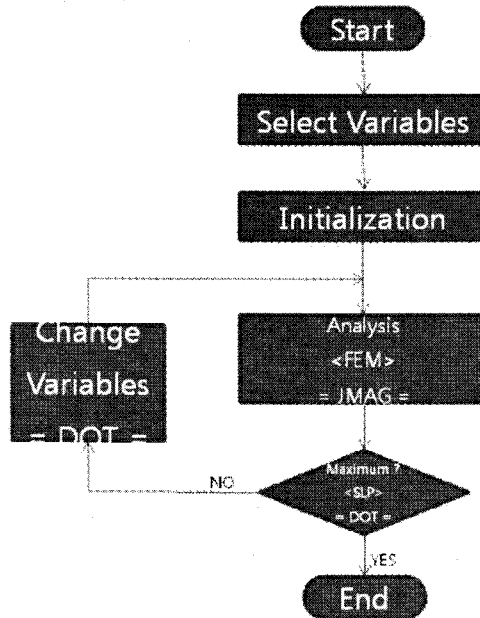 Start
Select Variables
Initialization
Analysis
<FEM>
= JMAG =
Change
Variables
= DOT =
Maximum ?
<SLP>
= DOT =
NO
YES
End